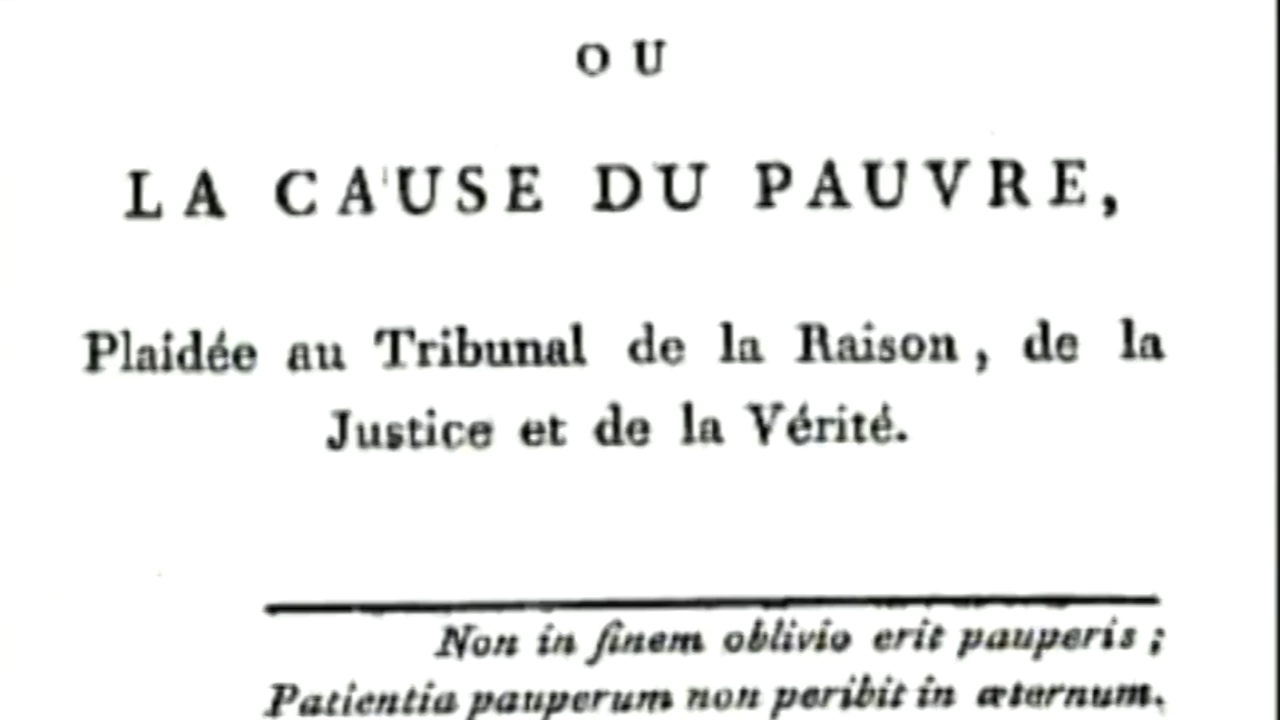 OU
LA CAUSE DU PAUVRE,
Plaidée au Tribunal de la Raison, de la
Justice et de la Vérité.
Non in finem oblivio erit pauperis;
Patientia pauperum non peribit in æternum.